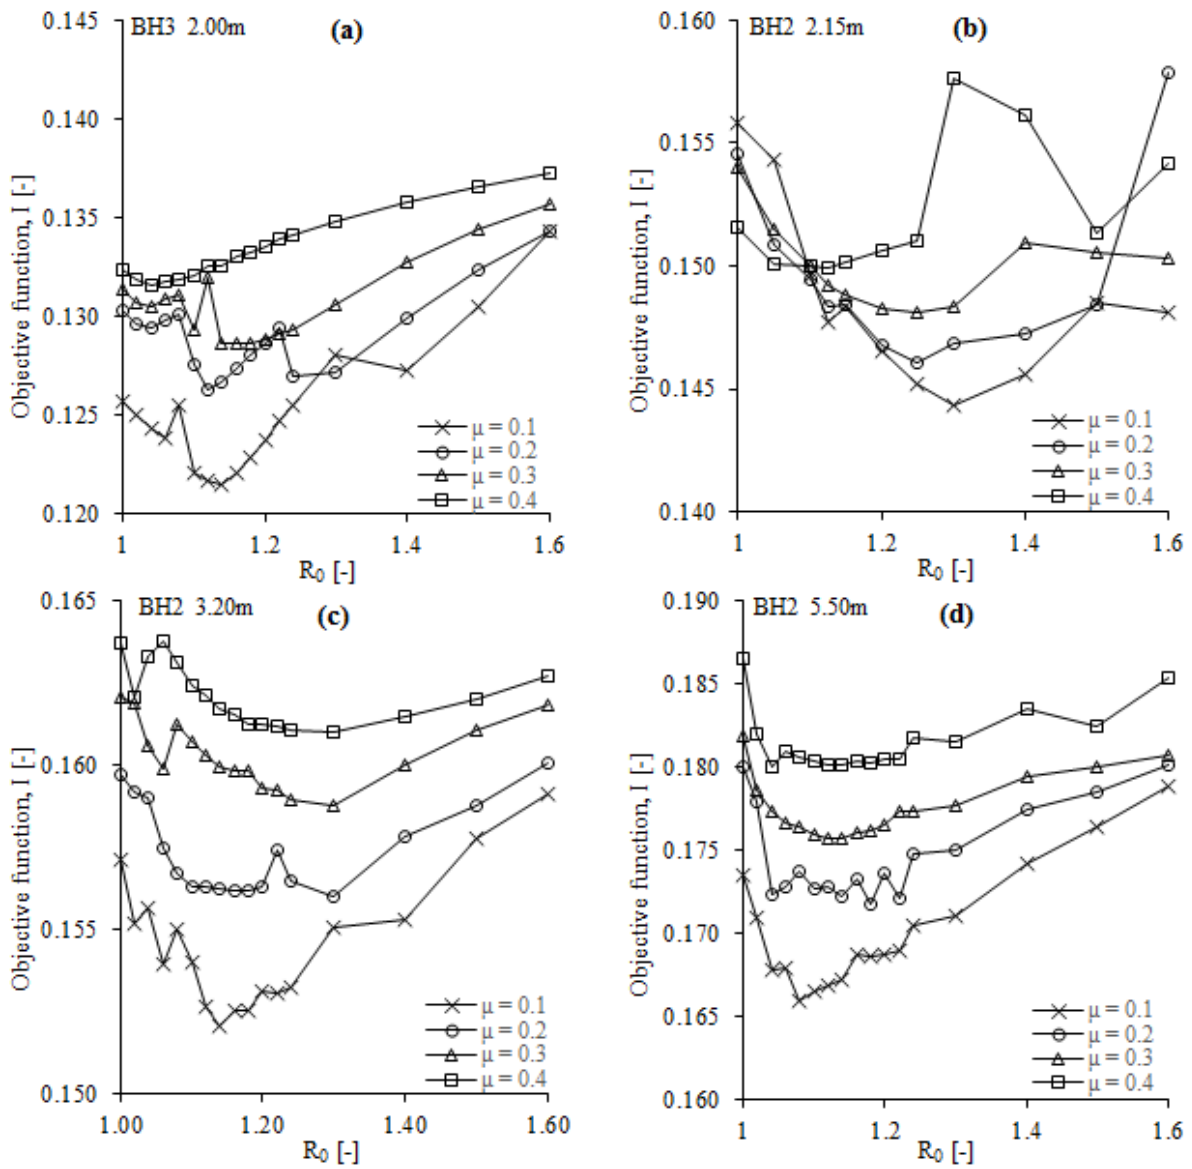 0.145
BH3 2.00m
(a)
0.140
0.135
0.130
0.125
0.120
Objective function, I [-]
μ = 0.1
μ = 0.2
μ = 0.3
μ = 0.4
1 1.2 1.4 1.6
R₀ [-]
0.160
BH2 2.15m
(b)
0.155
0.150
0.145
0.140
Objective function, I [-]
μ = 0.1
μ = 0.2
μ = 0.3
μ = 0.4
1 1.2 1.4 1.6
R₀ [-]
0.165
BH2 3.20m
(c)
0.160
0.155
0.150
Objective function, I [-]
μ = 0.1
μ = 0.2
μ = 0.3
μ = 0.4
1.00 1.20 1.40 1.60
R₀ [-]
0.190
BH2 5.50m
(d)
0.185
0.180
0.175
0.170
0.165
0.160
Objective function, I [-]
μ = 0.1
μ = 0.2
μ = 0.3
μ = 0.4
1 1.2 1.4 1.6
R₀ [-]